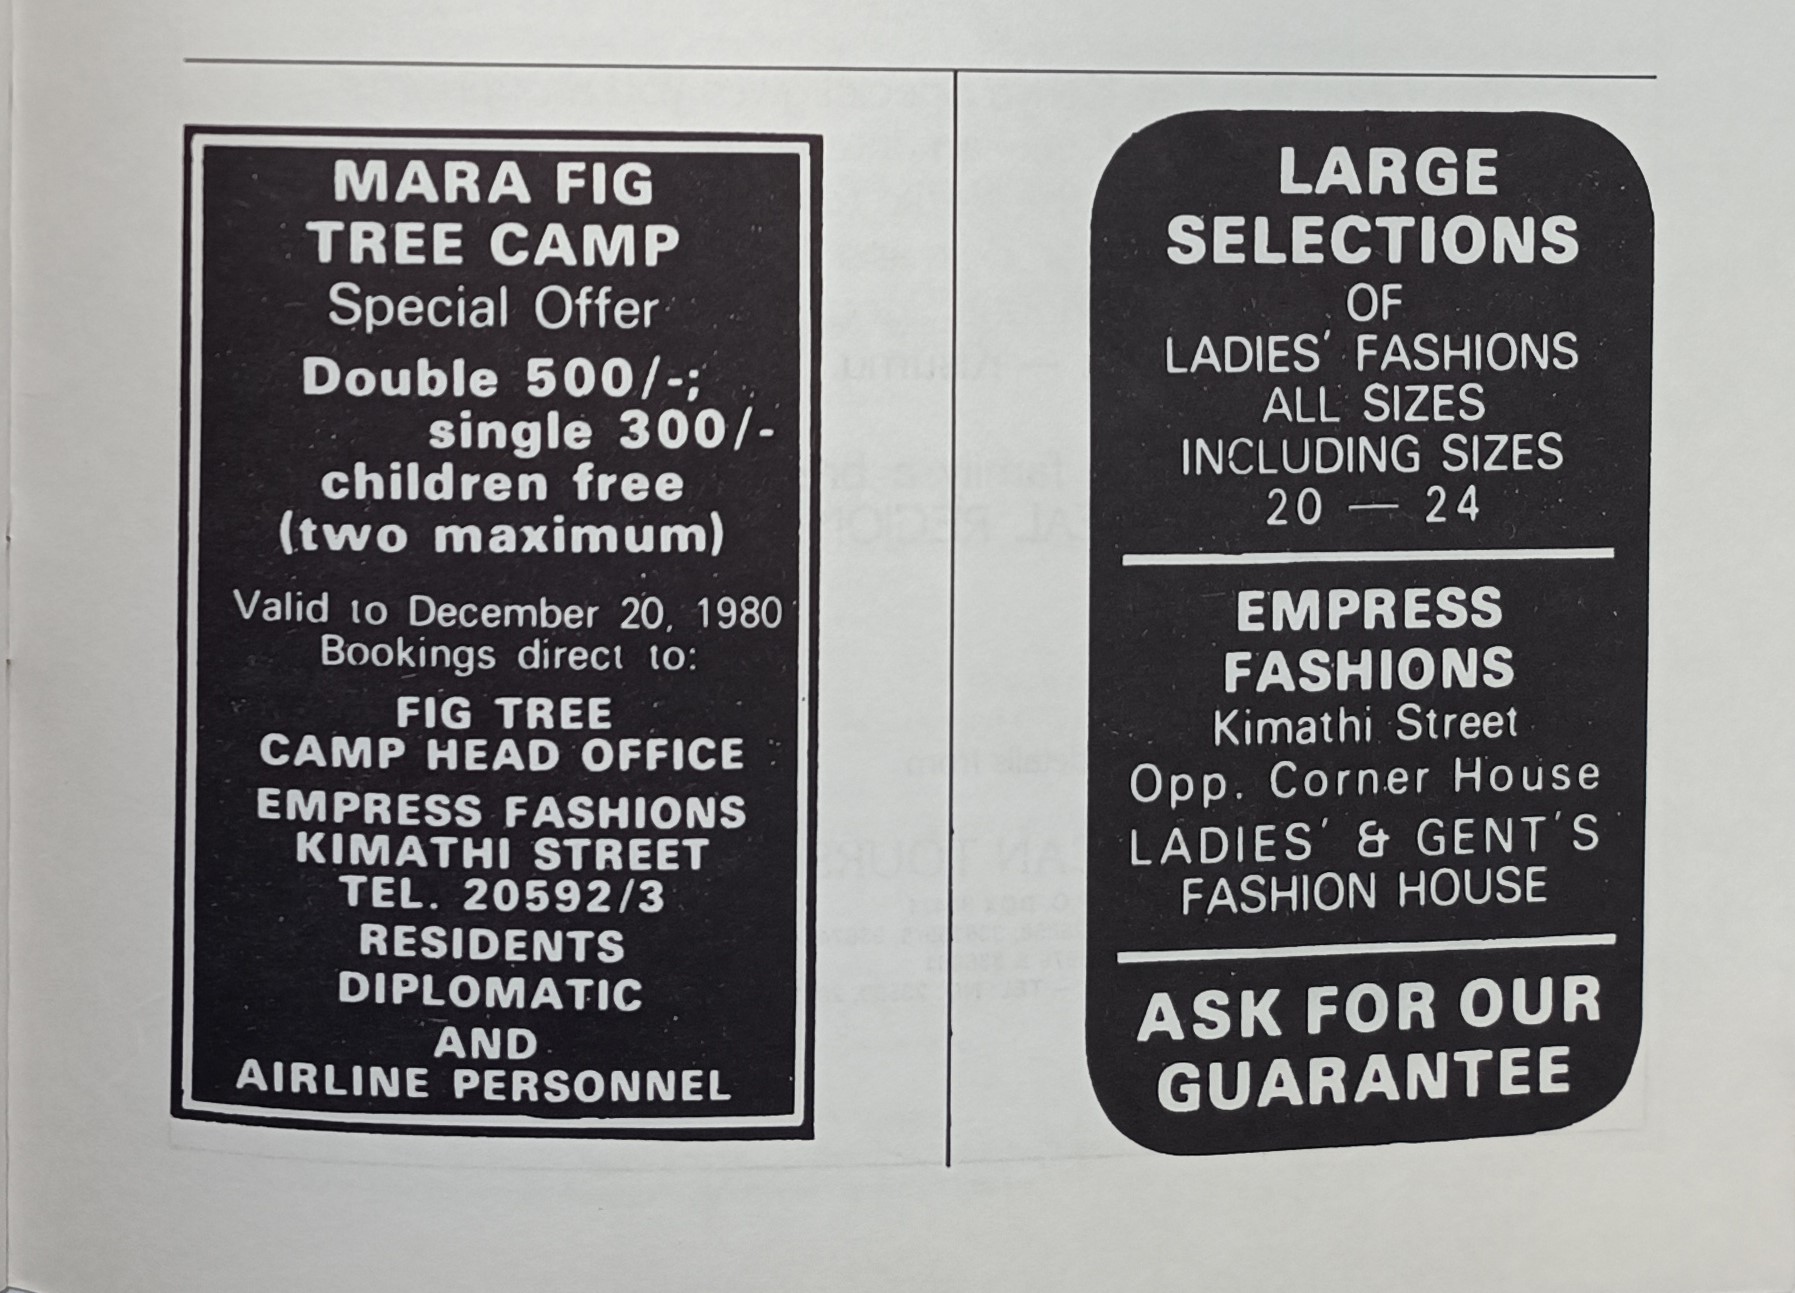 MARA FIG
TREE CAMP
Special Offer
Double 500/-;
single 300/-
children free
(two maximum)
Valid to December 20, 1980
Bookings direct to:
FIG TREE
CAMP HEAD OFFICE
EMPRESS FASHIONS
KIMATHI STREET
TEL. 20592/3
RESIDENTS
DIPLOMATIC
AND
AIRLINE PERSONNEL
LARGE
SELECTIONS
OF
LADIES' FASHIONS
ALL SIZES
INCLUDING SIZES
20 — 24
EMPRESS
FASHIONS
Kimathi Street
Opp. Corner House
LADIES' & GENT'S
FASHION HOUSE
ASK FOR OUR
GUARANTEE